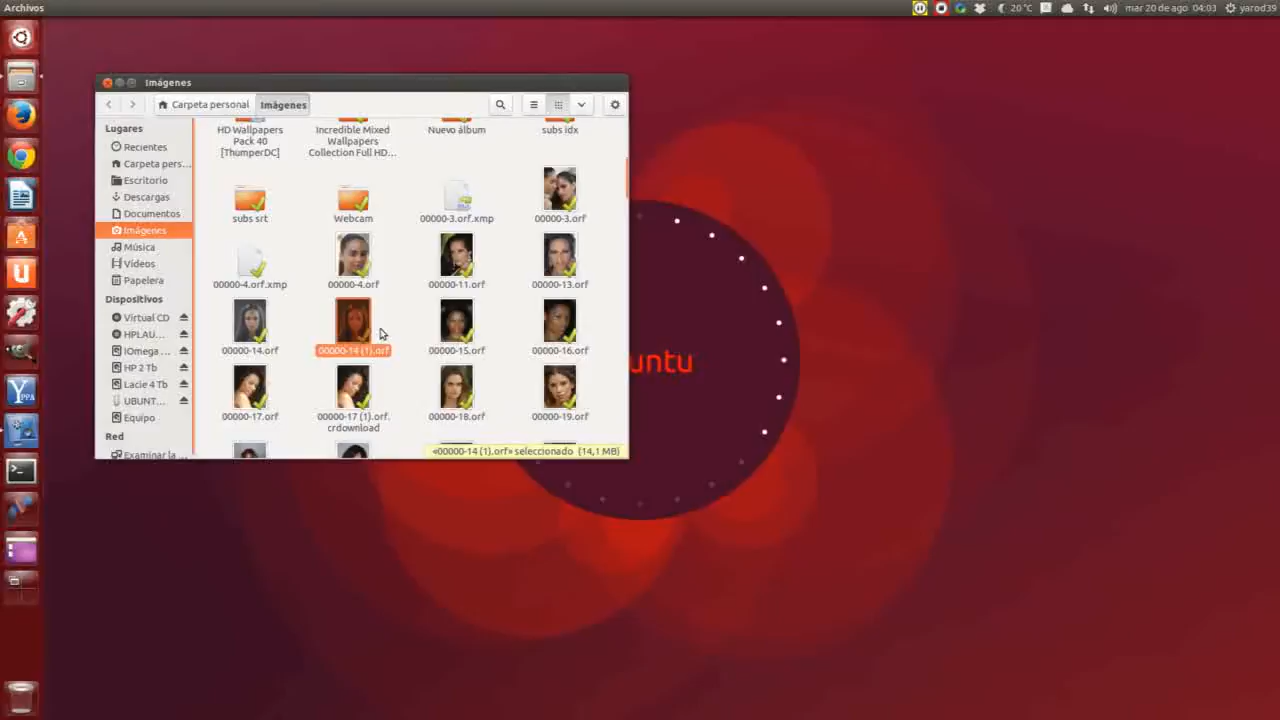 Archivos
20 °C
mar 20 de ago 04:03
yarod39
Imágenes
Carpeta personal
Imágenes
Lugares
Recientes
Carpeta pers...
Escritorio
Descargas
Documentos
Imágenes
Música
Vídeos
Papelera
Dispositivos
Virtual CD
HPLAU...
IOmega ...
HP 2 Tb
Lacie 4 Tb
UBUNT...
Equipo
Red
Examinar la ...
HD Wallpapers
Pack 40
[ThumperDC]
Incredible Mixed
Wallpapers
Collection Full HD...
Nuevo álbum
subs idx
subs srt
Webcam
00000-3.orf.xmp
00000-3.orf
00000-4.orf.xmp
00000-4.orf
00000-11.orf
00000-13.orf
00000-14.orf
00000-14 (1).orf
00000-15.orf
00000-16.orf
00000-17.orf
00000-17 (1).orf.
crdownload
00000-18.orf
00000-19.orf
«00000-14 (1).orf» seleccionado (14,1 MB)
untu
YPPA